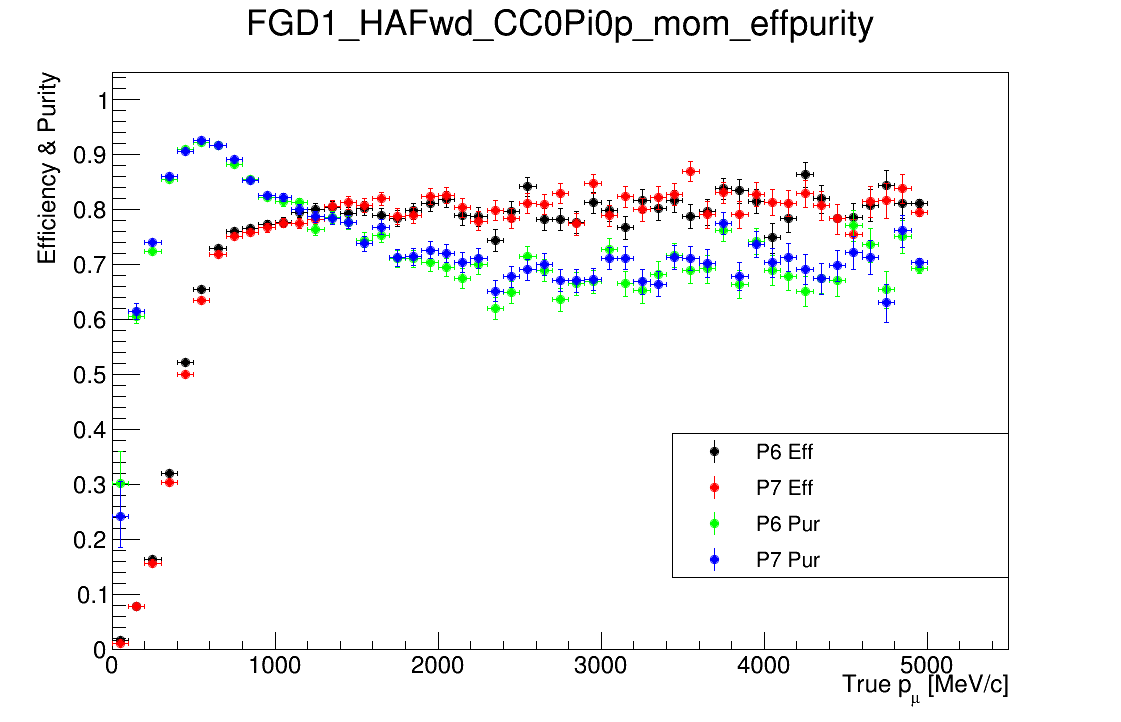 FGD1_HAFwd_CC0Pi0p_mom_effpurity
Efficiency & Purity
1
0.9
0.8
0.7
0.6
0.5
0.4
0.3
0.2
0.1
0
P6 Eff
P7 Eff
P6 Pur
P7 Pur
0 1000 2000 3000 4000 5000
True pμ [MeV/c]